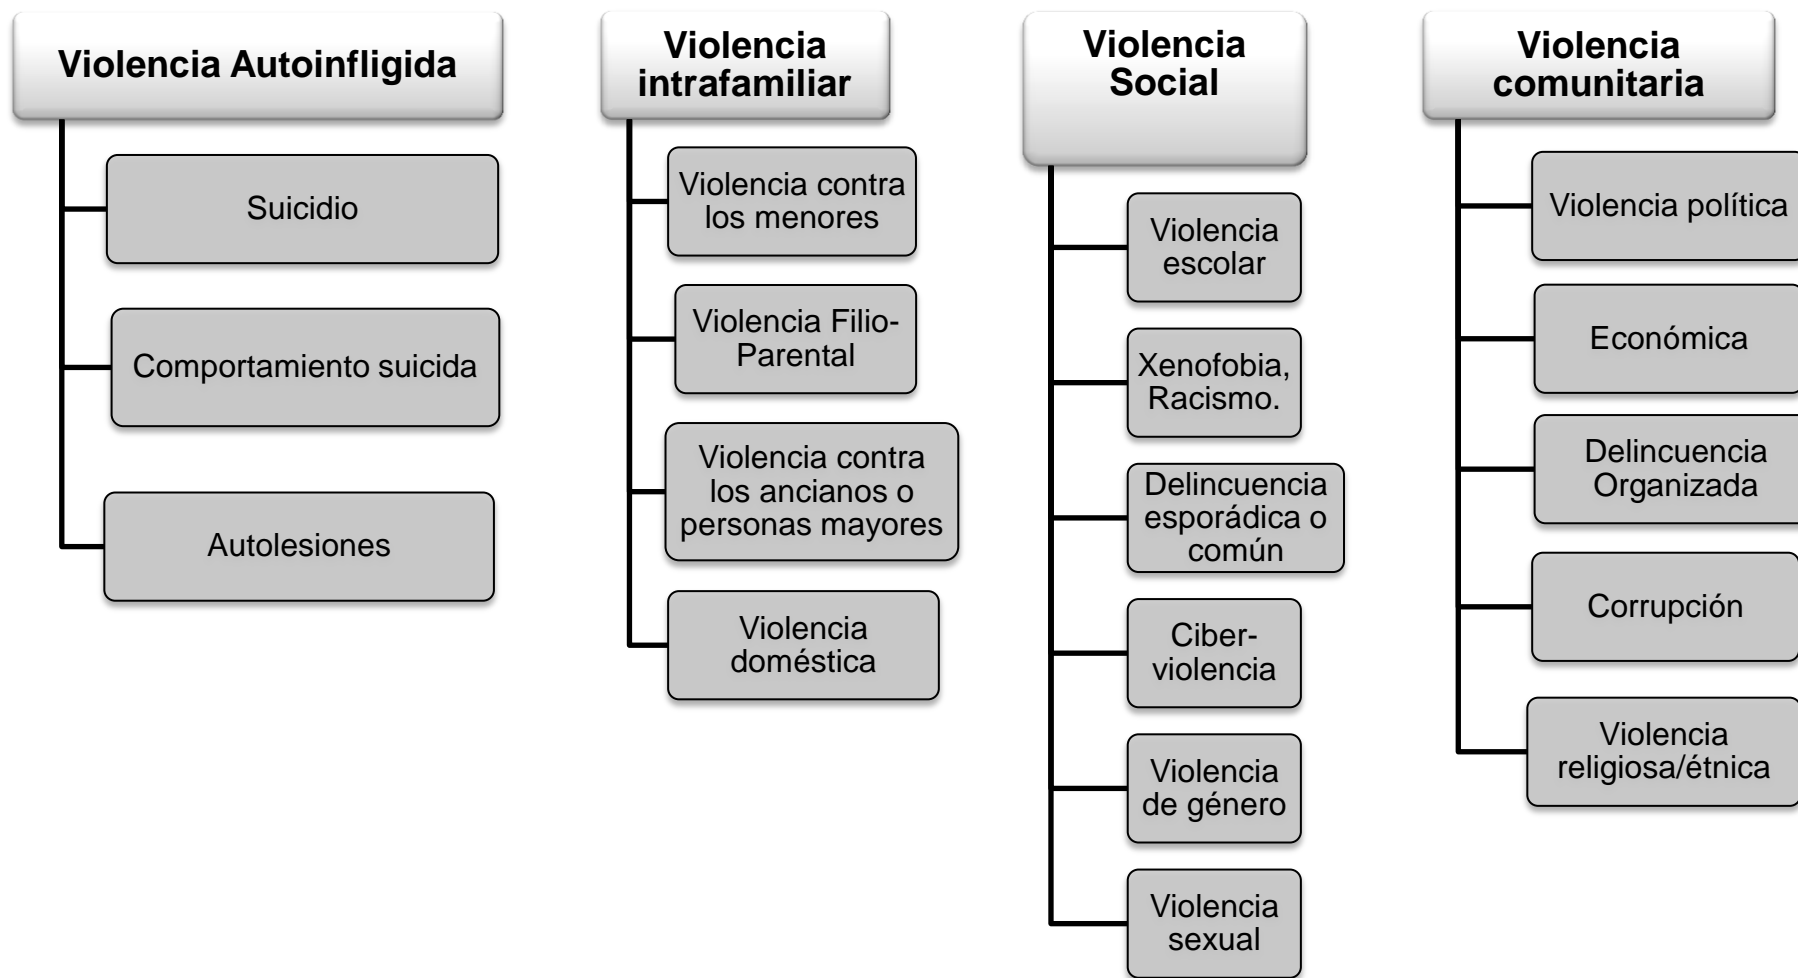 Violencia Autoinfligida
Suicidio
Comportamiento suicida
Autolesiones
Violencia
intrafamiliar
Violencia contra
los menores
Violencia Filio-
Parental
Violencia contra
los ancianos o
personas mayores
Violencia
doméstica
Violencia
Social
Violencia
escolar
Xenofobia,
Racismo.
Delincuencia
esporádica o
común
Ciber-
violencia
Violencia
de género
Violencia
sexual
Violencia
comunitaria
Violencia política
Económica
Delincuencia
Organizada
Corrupción
Violencia
religiosa/étnica